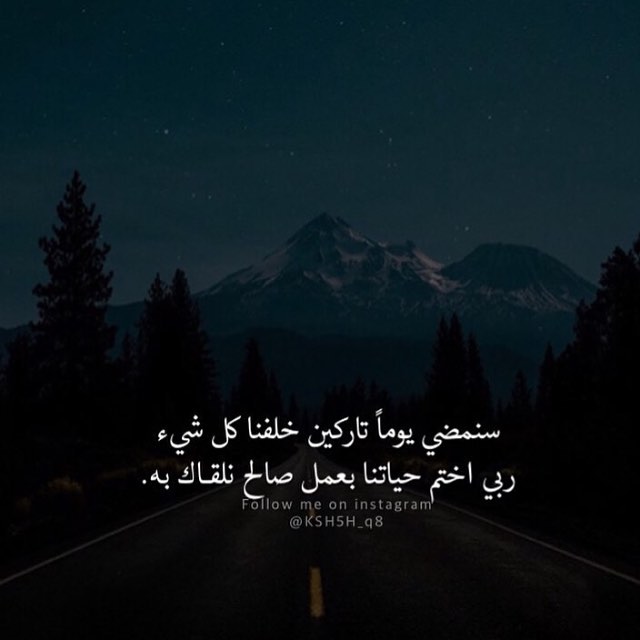 سنمضي يوماً تاركين خلفنا كل شيء
ربي اختم حياتنا بعمل صالح نلقاك به.
Follow me on instagram
@KSH5H_q8